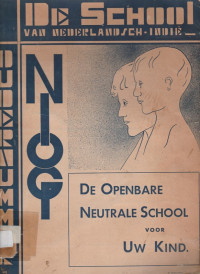 DE SCHOOL
VAN NEDERLANDSCH-INDIË
NIOG
DE OPENBARE
NEUTRALE SCHOOL
VOOR
UW KIND.